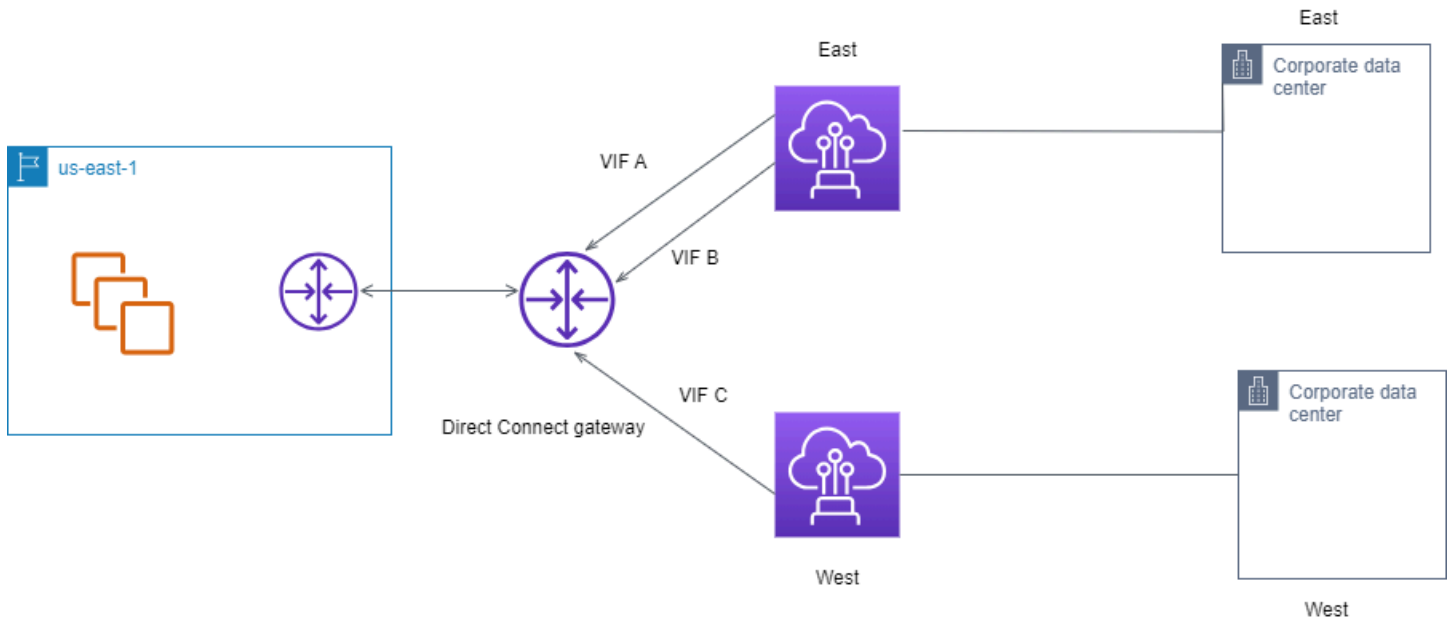 East
East
Corporate data
center
VIF A
us-east-1
VIF B
Corporate data
center
VIF C
Direct Connect gateway
West
West